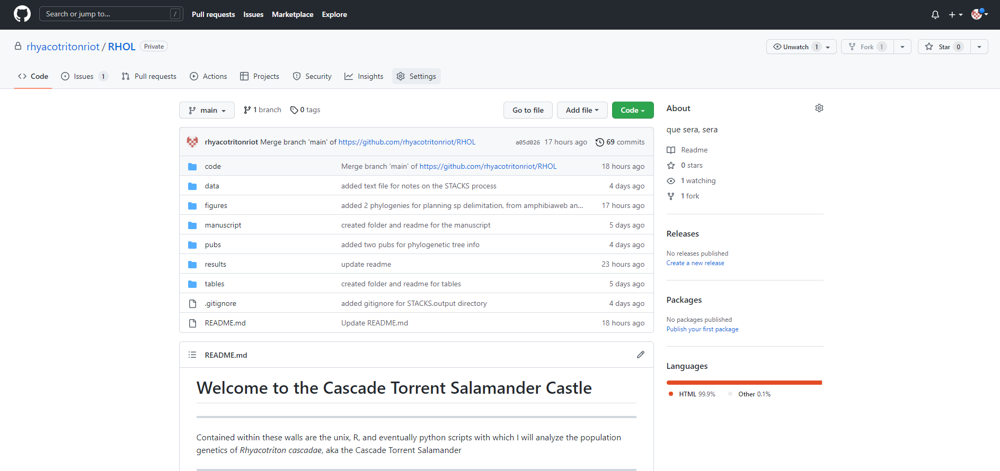 Search or jump to... /
Pull requests Issues Marketplace Explore
rhyacotritonriot / RHOL Private
Unwatch 1 Fork 1 Star 0
Code Issues 1 Pull requests Actions Projects Security Insights Settings
main 1 branch 0 tags Go to file Add file Code
rhyacotritonriot Merge branch 'main' of https://github.com/rhyacotritonriot/RHOL a05d026 17 hours ago 69 commits
code Merge branch 'main' of https://github.com/rhyacotritonriot/RHOL 18 hours ago
data added text file for notes on the STACKS process 4 days ago
figures added 2 phylogenies for planning sp delimitation, from amphibiaweb an... 17 hours ago
manuscript created folder and readme for the manuscript 5 days ago
pubs added two pubs for phylogenetic tree info 4 days ago
results update readme 23 hours ago
tables created folder and readme for tables 5 days ago
.gitignore added gitignore for STACKS.output directory 4 days ago
README.md Update README.md 18 hours ago
README.md
Welcome to the Cascade Torrent Salamander Castle
Contained within these walls are the unix, R, and eventually python scripts with which I will analyze the population
genetics of Rhyacotriton cascadae, aka the Cascade Torrent Salamander
About
que sera, sera
Readme
0 stars
1 watching
1 fork
Releases
No releases published
Create a new release
Packages
No packages published
Publish your first package
Languages
HTML 99.9% Other 0.1%